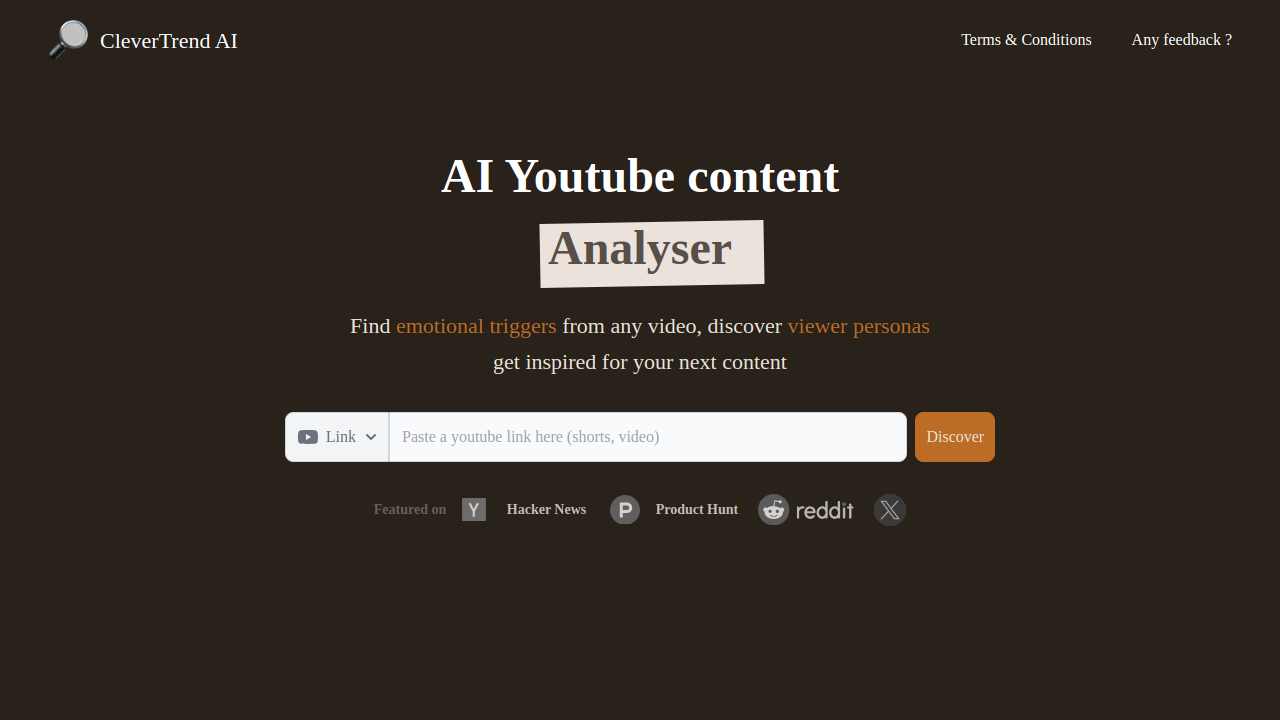 CleverTrend AI
Terms & Conditions
Any feedback ?
AI Youtube content
Analyser
Find emotional triggers from any video, discover viewer personas
get inspired for your next content
Link
Paste a youtube link here (shorts, video)
Discover
Featured on
Y
Hacker News
P
Product Hunt
reddit
X